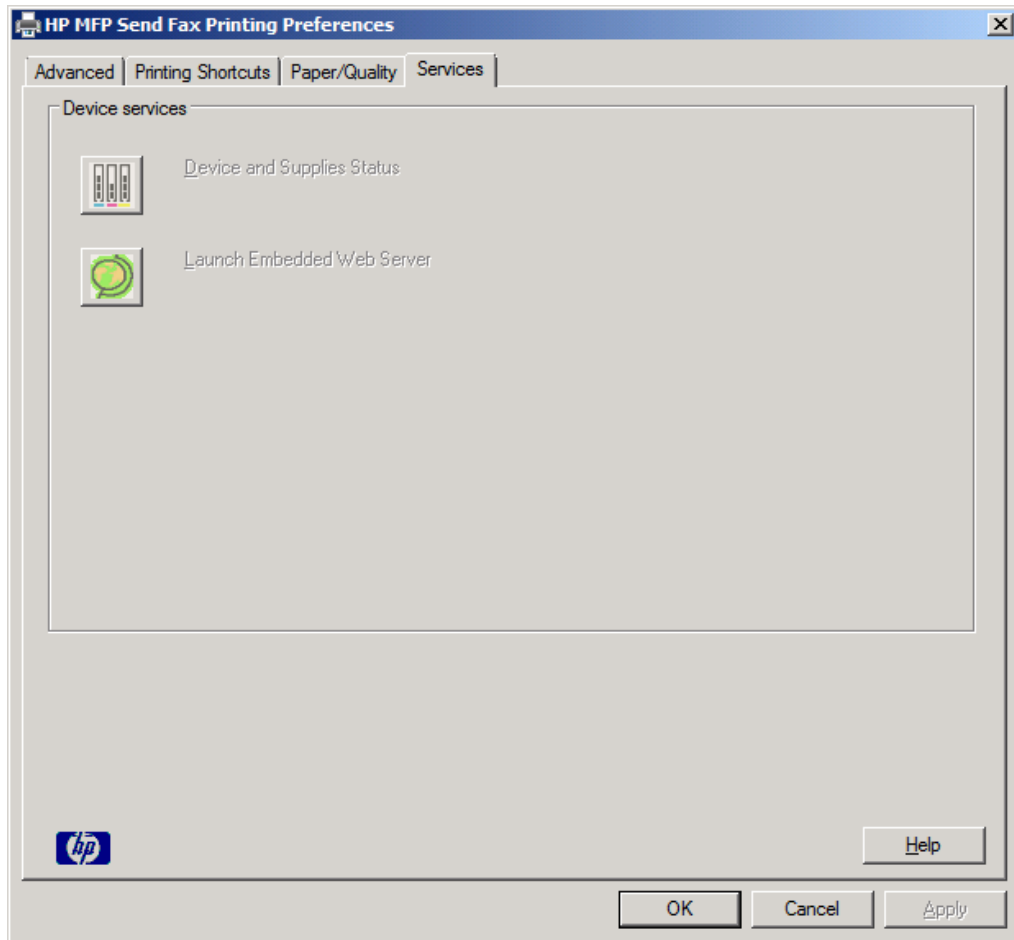 HP MFP Send Fax Printing Preferences
Advanced Printing Shortcuts Paper/Quality Services
Device services
Device and Supplies Status
Launch Embedded Web Server
hp
Help
OK Cancel Apply